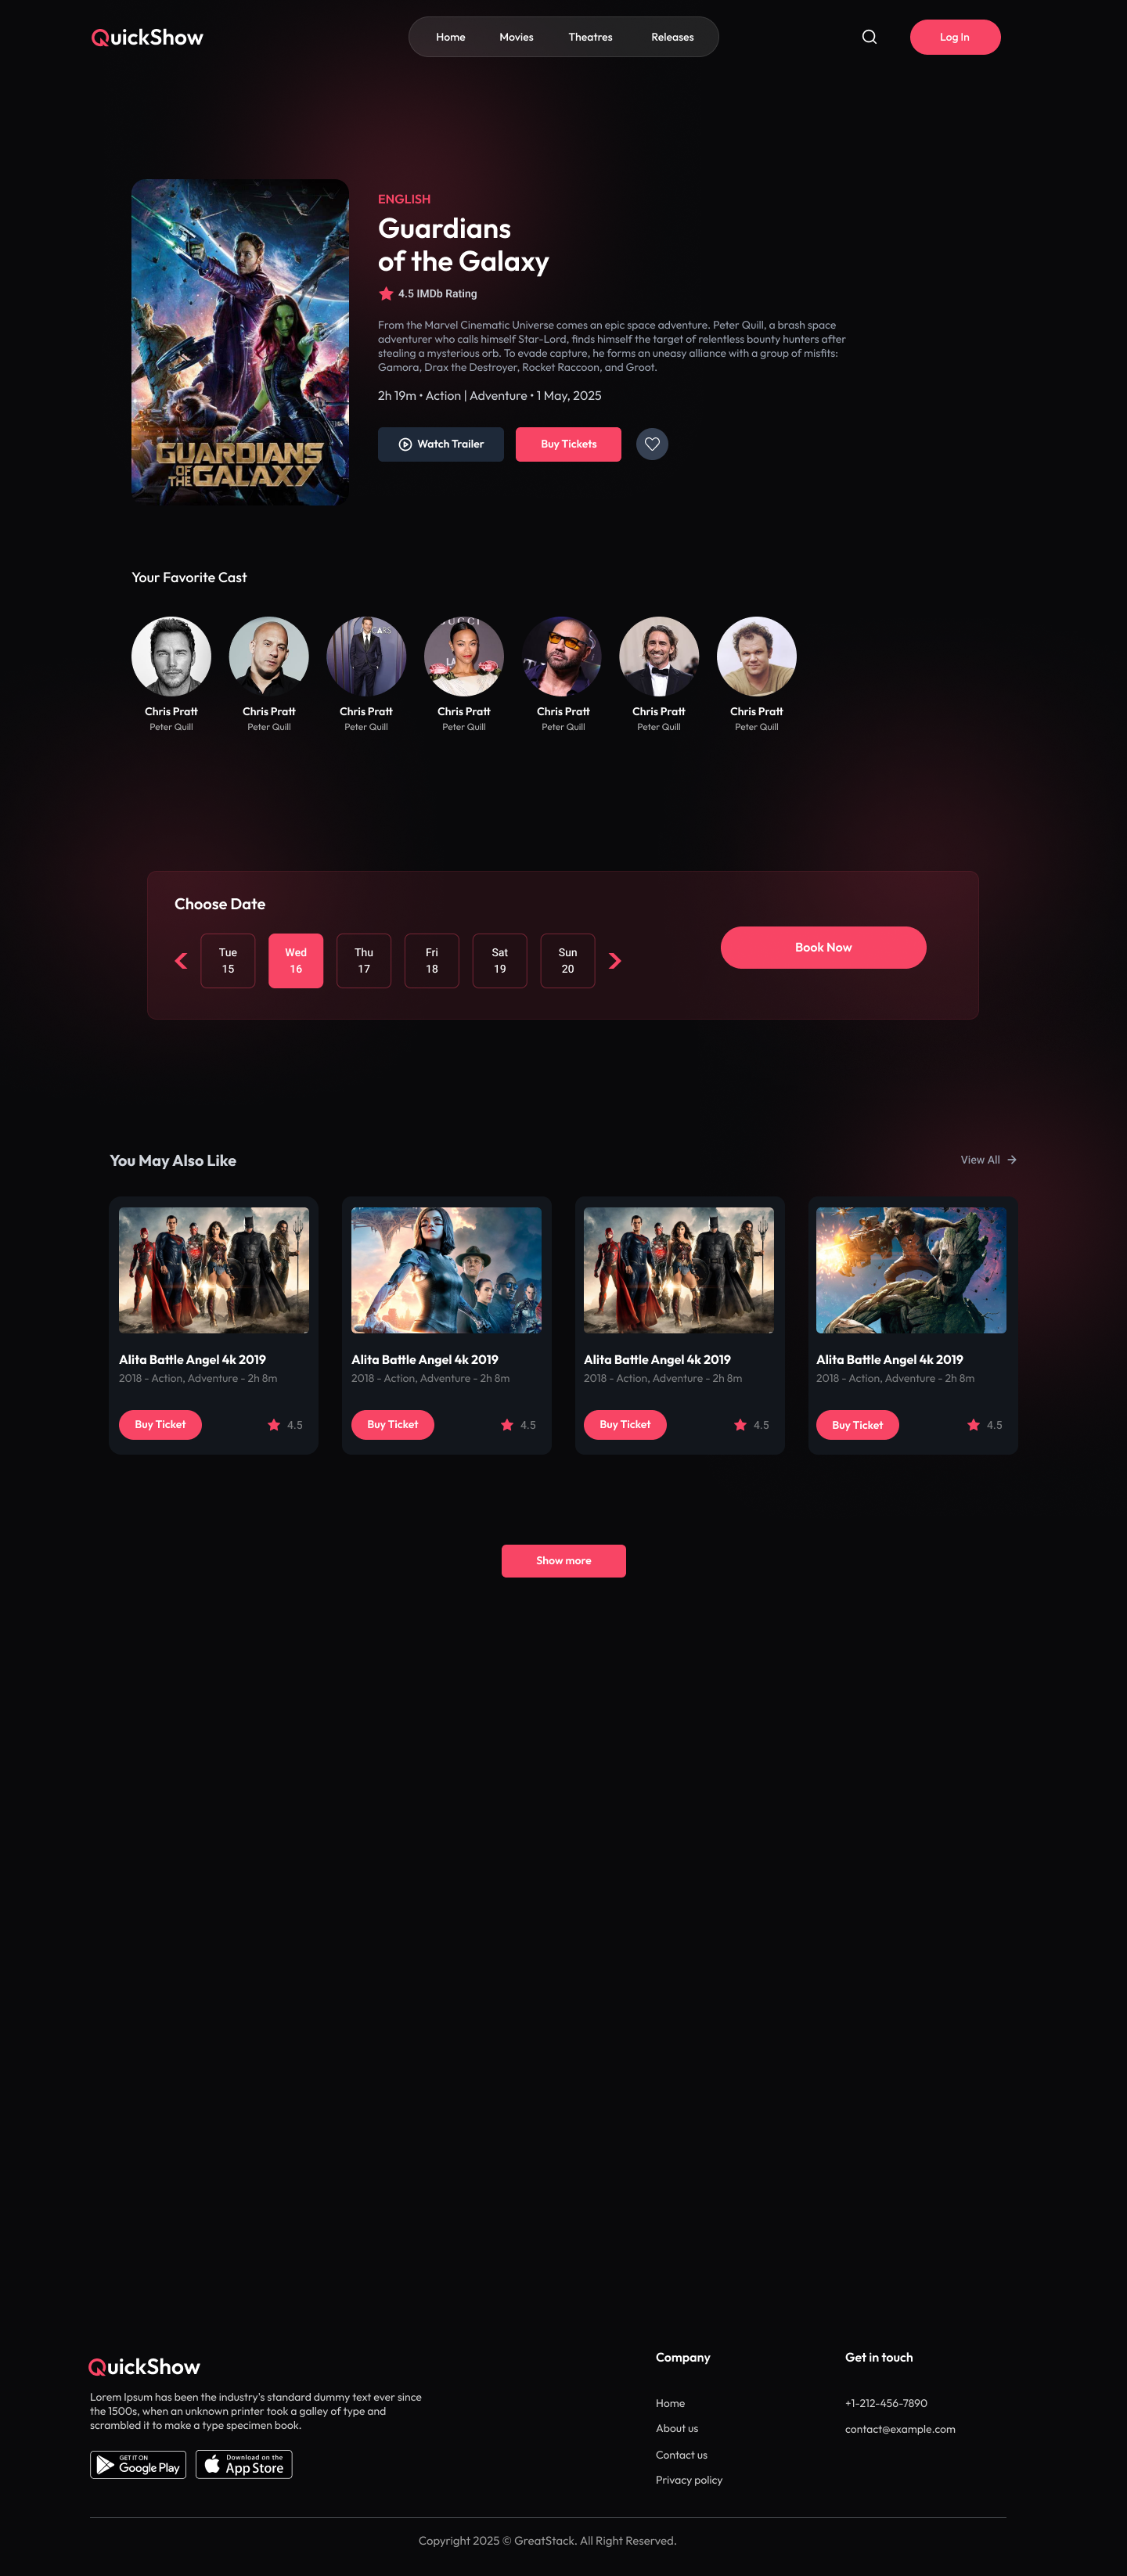 QuickShow
Home Movies Theatres Releases
Log In
ENGLISH
Guardians
of the Galaxy
4.5 IMDb Rating
From the Marvel Cinematic Universe comes an epic space adventure. Peter Quill, a brash space
adventurer who calls himself Star-Lord, finds himself the target of relentless bounty hunters after
stealing a mysterious orb. To evade capture, he forms an uneasy alliance with a group of misfits:
Gamora, Drax the Destroyer, Rocket Raccoon, and Groot.
2h 19m • Action | Adventure • 1 May, 2025
Watch Trailer Buy Tickets
GUARDIANS
OF
THE GALAXY
Your Favorite Cast
GUCCI
LA
CARS
Chris Pratt Chris Pratt Chris Pratt Chris Pratt Chris Pratt Chris Pratt Chris Pratt
Peter Quill Peter Quill Peter Quill Peter Quill Peter Quill Peter Quill Peter Quill
Choose Date
Tue Wed Thu Fri Sat Sun
15 16 17 18 19 20
Book Now
You May Also Like
View All
Alita Battle Angel 4k 2019 Alita Battle Angel 4k 2019 Alita Battle Angel 4k 2019 Alita Battle Angel 4k 2019
2018 - Action, Adventure - 2h 8m 2018 - Action, Adventure - 2h 8m 2018 - Action, Adventure - 2h 8m 2018 - Action, Adventure - 2h 8m
Buy Ticket 4.5 Buy Ticket 4.5 Buy Ticket 4.5 Buy Ticket 4.5
Show more
QuickShow
Lorem Ipsum has been the industry's standard dummy text ever since
the 1500s, when an unknown printer took a galley of type and
scrambled it to make a type specimen book.
GET IT ON
Google Play
Download on the
App Store
Company
Home
About us
Contact us
Privacy policy
Get in touch
+1-212-456-7890
contact@example.com
Copyright 2025 © GreatStack. All Right Reserved.